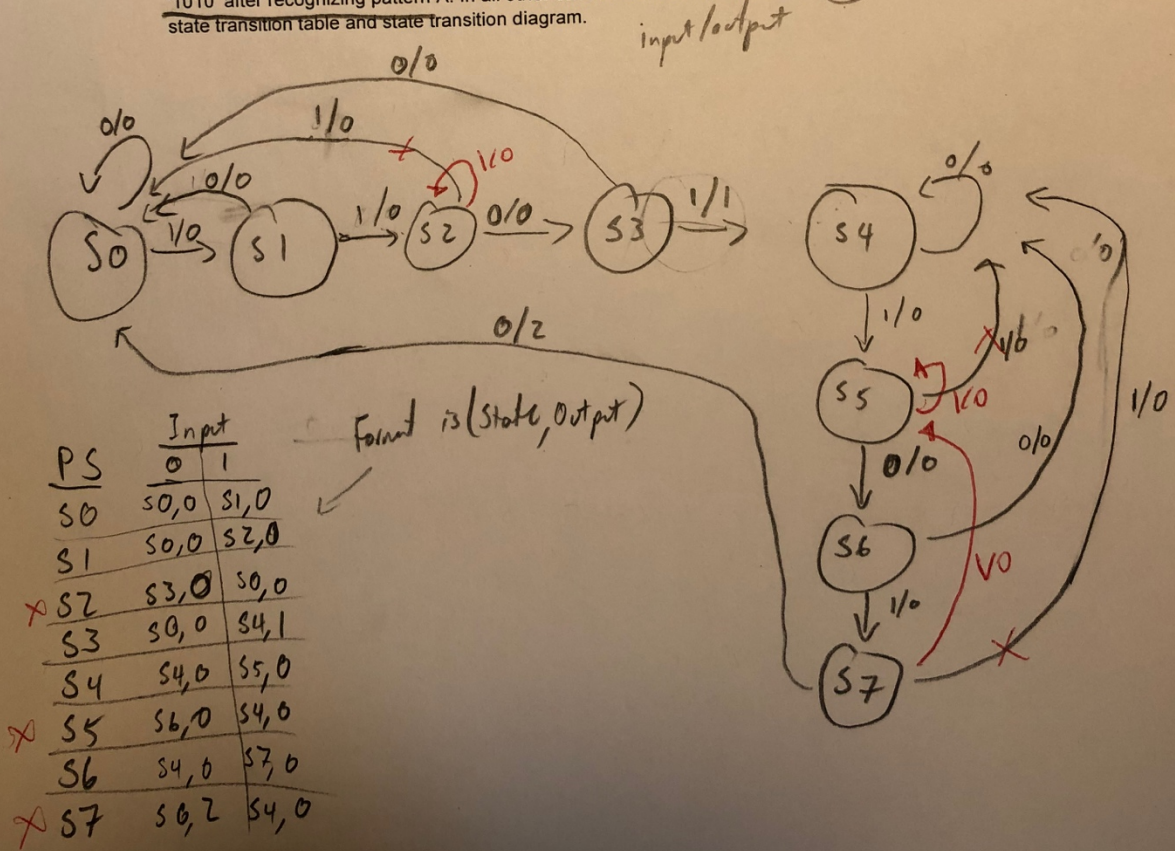 state transition table and state transition diagram.
input/output
0/0
0/0
1/0
1/0
0/0
0/0
S0
1/0
S1
1/0
S2
0/0
S3
1/1
S4
0/0
1/0
0/2
S5
1/0
1/0
0/0
0/0
1/0
S6
1/0
1/0
S7
Format is (State, Output)
Input
PS 0 1
S0 S0,0 S1,0
S1 S0,0 S2,0
x S2 S3,0 S0,0
S3 S0,0 S4,1
S4 S4,0 S5,0
x S5 S6,0 S4,0
S6 S4,0 S7,0
x S7 S0,2 S4,0